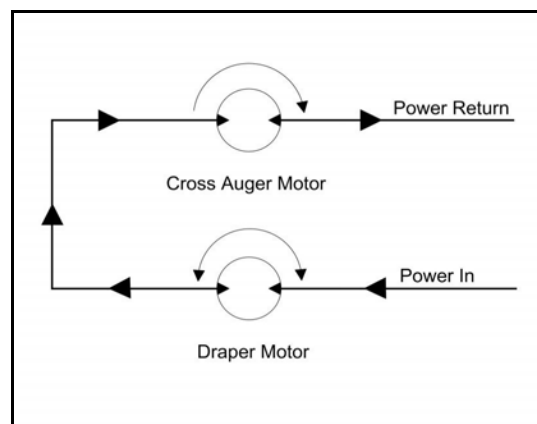 Power Return
Cross Auger Motor
Power In
Draper Motor